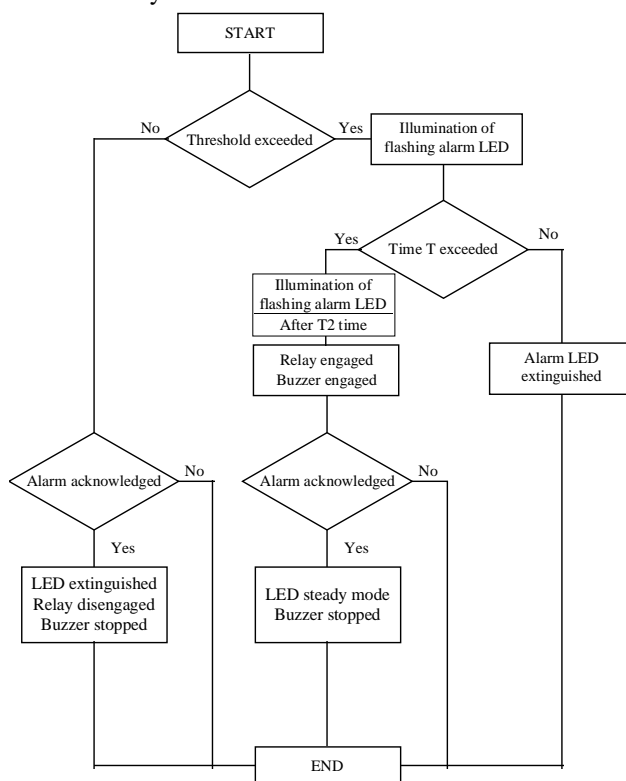 START
No
Threshold exceeded
Yes
Illumination of
flashing alarm LED
Yes
Time T exceeded
No
Illumination of
flashing alarm LED
After T2 time
Relay engaged
Buzzer engaged
Alarm LED
extinguished
Alarm acknowledged
No
Alarm acknowledged
No
Yes
Yes
LED extinguished
Relay disengaged
Buzzer stopped
LED steady mode
Buzzer stopped
END